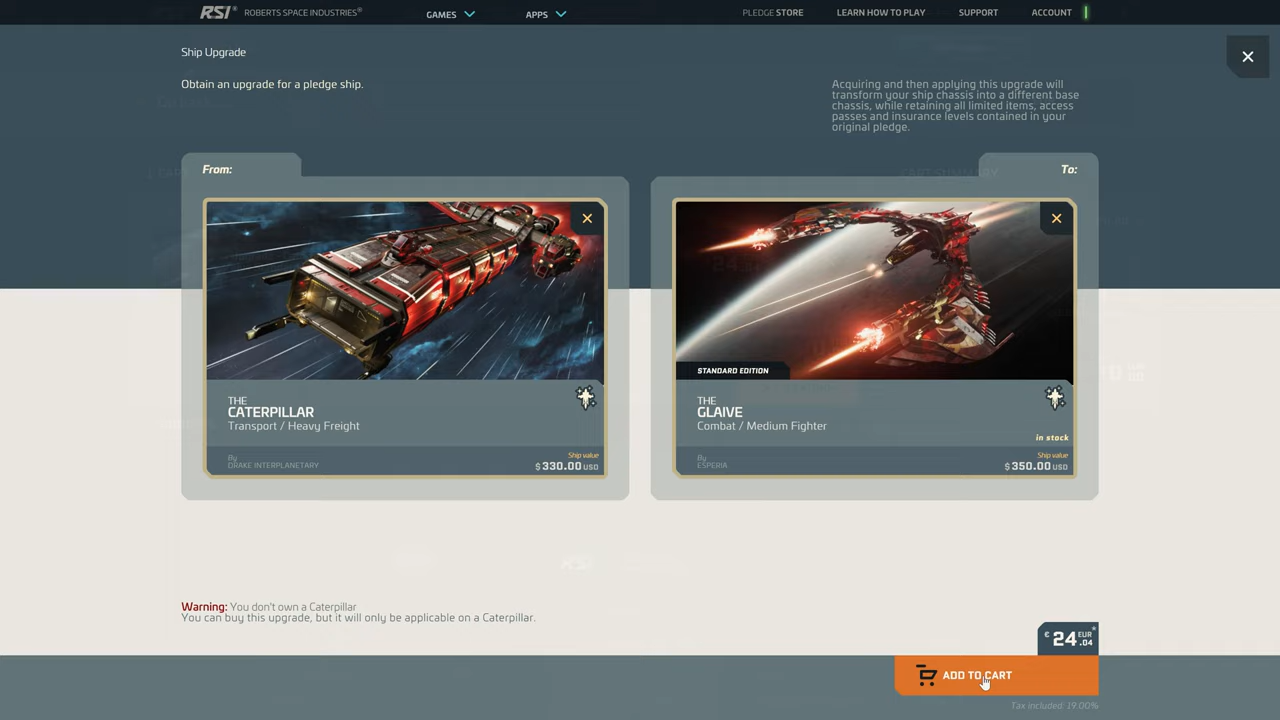 RSI® ROBERTS SPACE INDUSTRIES®
GAMES
APPS
PLEDGE STORE
LEARN HOW TO PLAY
SUPPORT
ACCOUNT
Ship Upgrade
Obtain an upgrade for a pledge ship.
Acquiring and then applying this upgrade will
transform your ship chassis into a different base
chassis, while retaining all limited items, access
passes and insurance levels contained in your
original pledge.
From:
THE
CATERPILLAR
Transport / Heavy Freight
By
DRAKE INTERPLANETARY
Ship value
$330.00 USD
To:
STANDARD EDITION
THE
GLAIVE
Combat / Medium Fighter
in stock
By
ESPERIA
Ship value
$350.00 USD
Warning: You don't own a Caterpillar
You can buy this upgrade, but it will only be applicable on a Caterpillar.
€ 24 EUR .04 *
ADD TO CART
Tax included: 19.00%